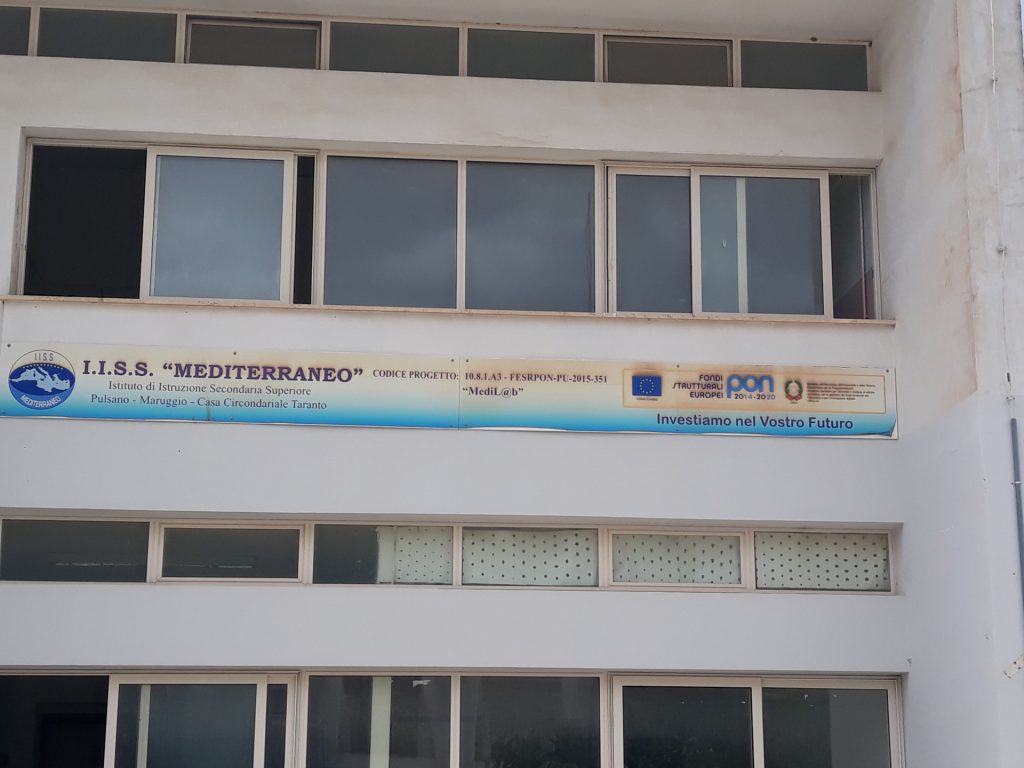 I.I.S.S.
MEDITERRANEO
I.I.S.S. “MEDITERRANEO”
Istituto di Istruzione Secondaria Superiore
Pulsano - Maruggio - Casa Circondariale Taranto
CODICE PROGETTO: 10.8.1.A3 - FESRPON-PU-2015-351
“MediL@b”
FONDI
STRUTTURALI
EUROPEI
pon
2014-2020
Investiamo nel Vostro Futuro